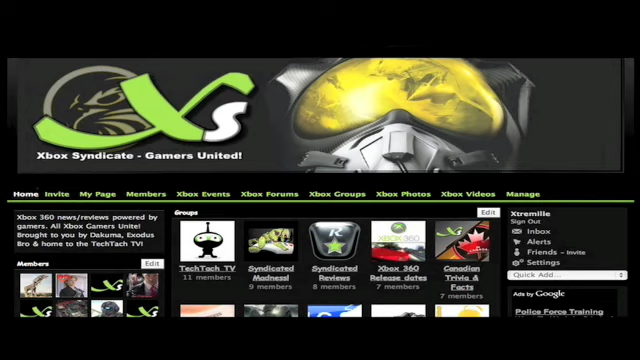 Xs
Xbox Syndicate - Gamers United!
Home Invite My Page Members Xbox Events Xbox Forums Xbox Groups Xbox Photos Xbox Videos Manage
Xbox 360 news/reviews powered by
gamers. All Xbox Gamers Unite!
Brought to you by Dakuma, Exodus
Bro & home to the TechTach TV!
Members Edit
Groups Edit
R
XBOX 360
TechTach TV
11 members
Syndicated
Madness!
9 members
Syndicated
Reviews
8 members
Xbox 360
Release dates
7 members
Canadian
Trivia &
Facts
7 members
Xtremillie
Sign Out
Inbox
Alerts
Friends - Invite
Settings
Quick Add...
Ads by Google
Police Force Training